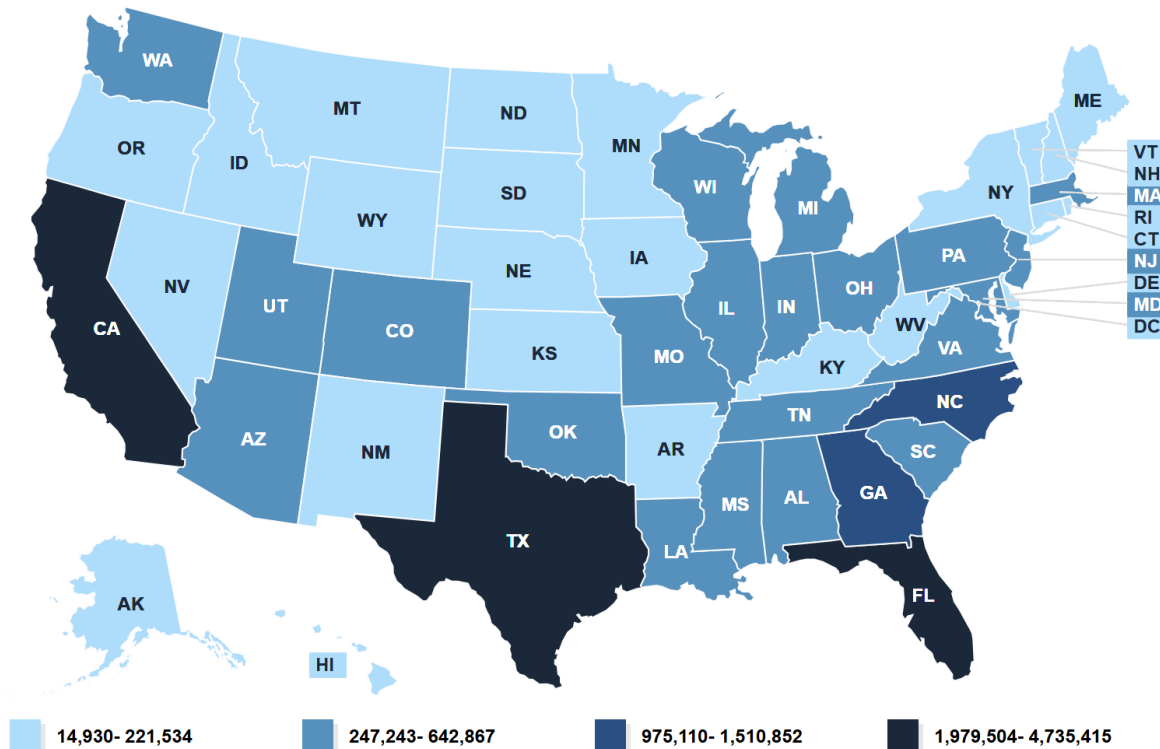 WA
MT
ND
MN
ME
OR
ID
SD
WI
MI
NY
VT
NH
MA
RI
CT
NJ
DE
MD
DC
WY
NV
UT
CO
NE
IA
IL
IN
OH
PA
WV
VA
CA
KS
MO
KY
AZ
NM
OK
AR
TN
NC
SC
TX
LA
MS
AL
GA
FL
AK
HI
14,930- 221,534
247,243- 642,867
975,110- 1,510,852
1,979,504- 4,735,415